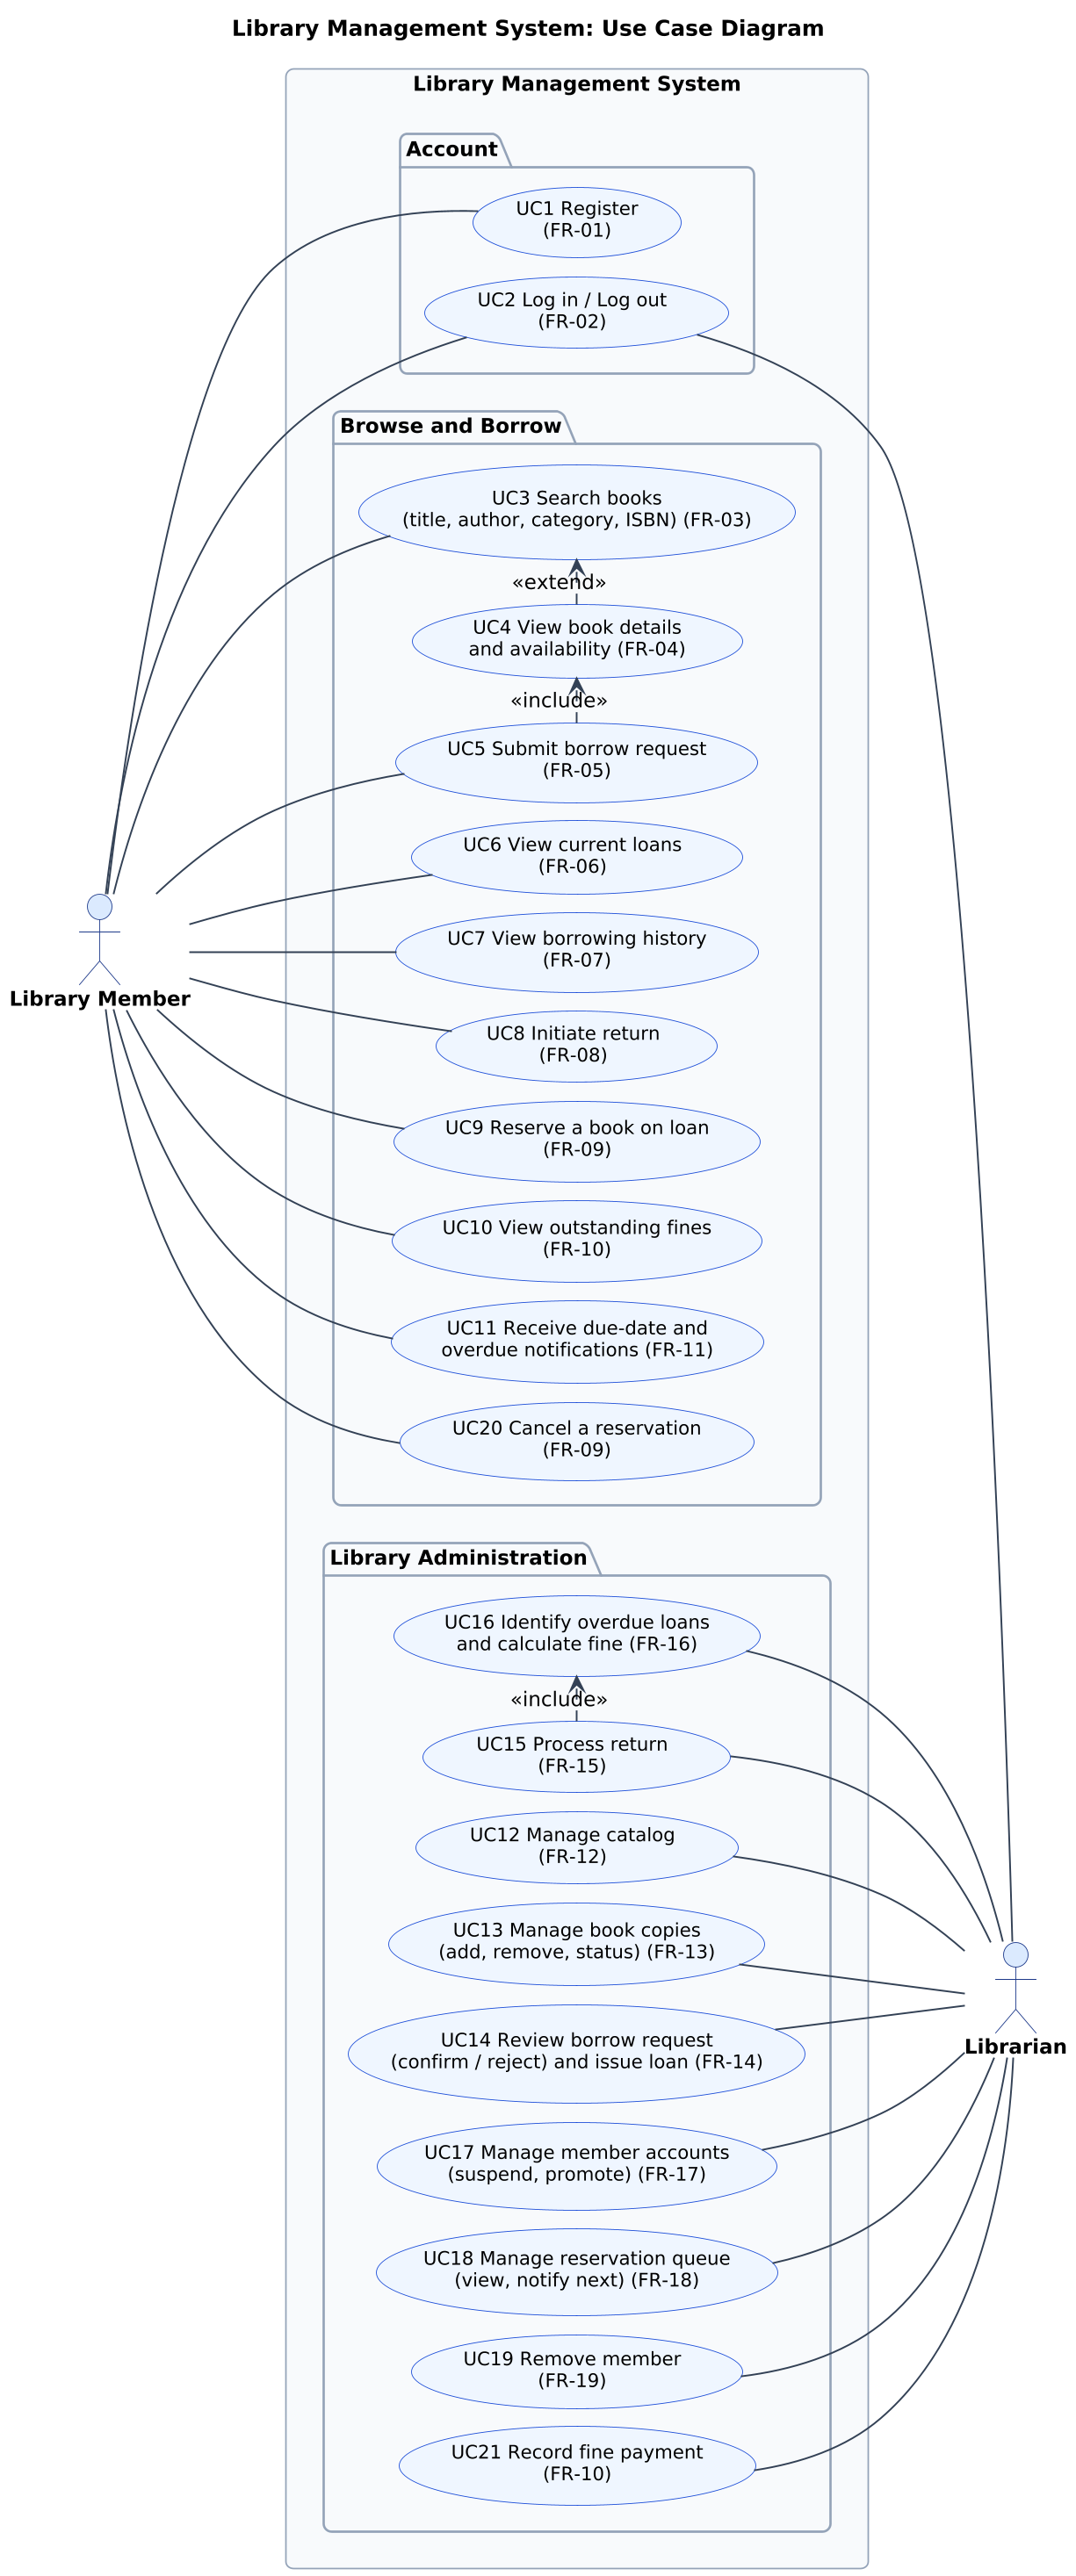 Library Management System: Use Case Diagram
Library Management System
Account
UC1 Register
(FR-01)
UC2 Log in / Log out
(FR-02)
Browse and Borrow
UC3 Search books
(title, author, category, ISBN) (FR-03)
«extend»
UC4 View book details
and availability (FR-04)
«include»
UC5 Submit borrow request
(FR-05)
UC6 View current loans
(FR-06)
UC7 View borrowing history
(FR-07)
Library Member
UC8 Initiate return
(FR-08)
UC9 Reserve a book on loan
(FR-09)
UC10 View outstanding fines
(FR-10)
UC11 Receive due-date and
overdue notifications (FR-11)
UC20 Cancel a reservation
(FR-09)
Library Administration
UC16 Identify overdue loans
and calculate fine (FR-16)
«include»
UC15 Process return
(FR-15)
UC12 Manage catalog
(FR-12)
UC13 Manage book copies
(add, remove, status) (FR-13)
UC14 Review borrow request
(confirm / reject) and issue loan (FR-14)
Librarian
UC17 Manage member accounts
(suspend, promote) (FR-17)
UC18 Manage reservation queue
(view, notify next) (FR-18)
UC19 Remove member
(FR-19)
UC21 Record fine payment
(FR-10)